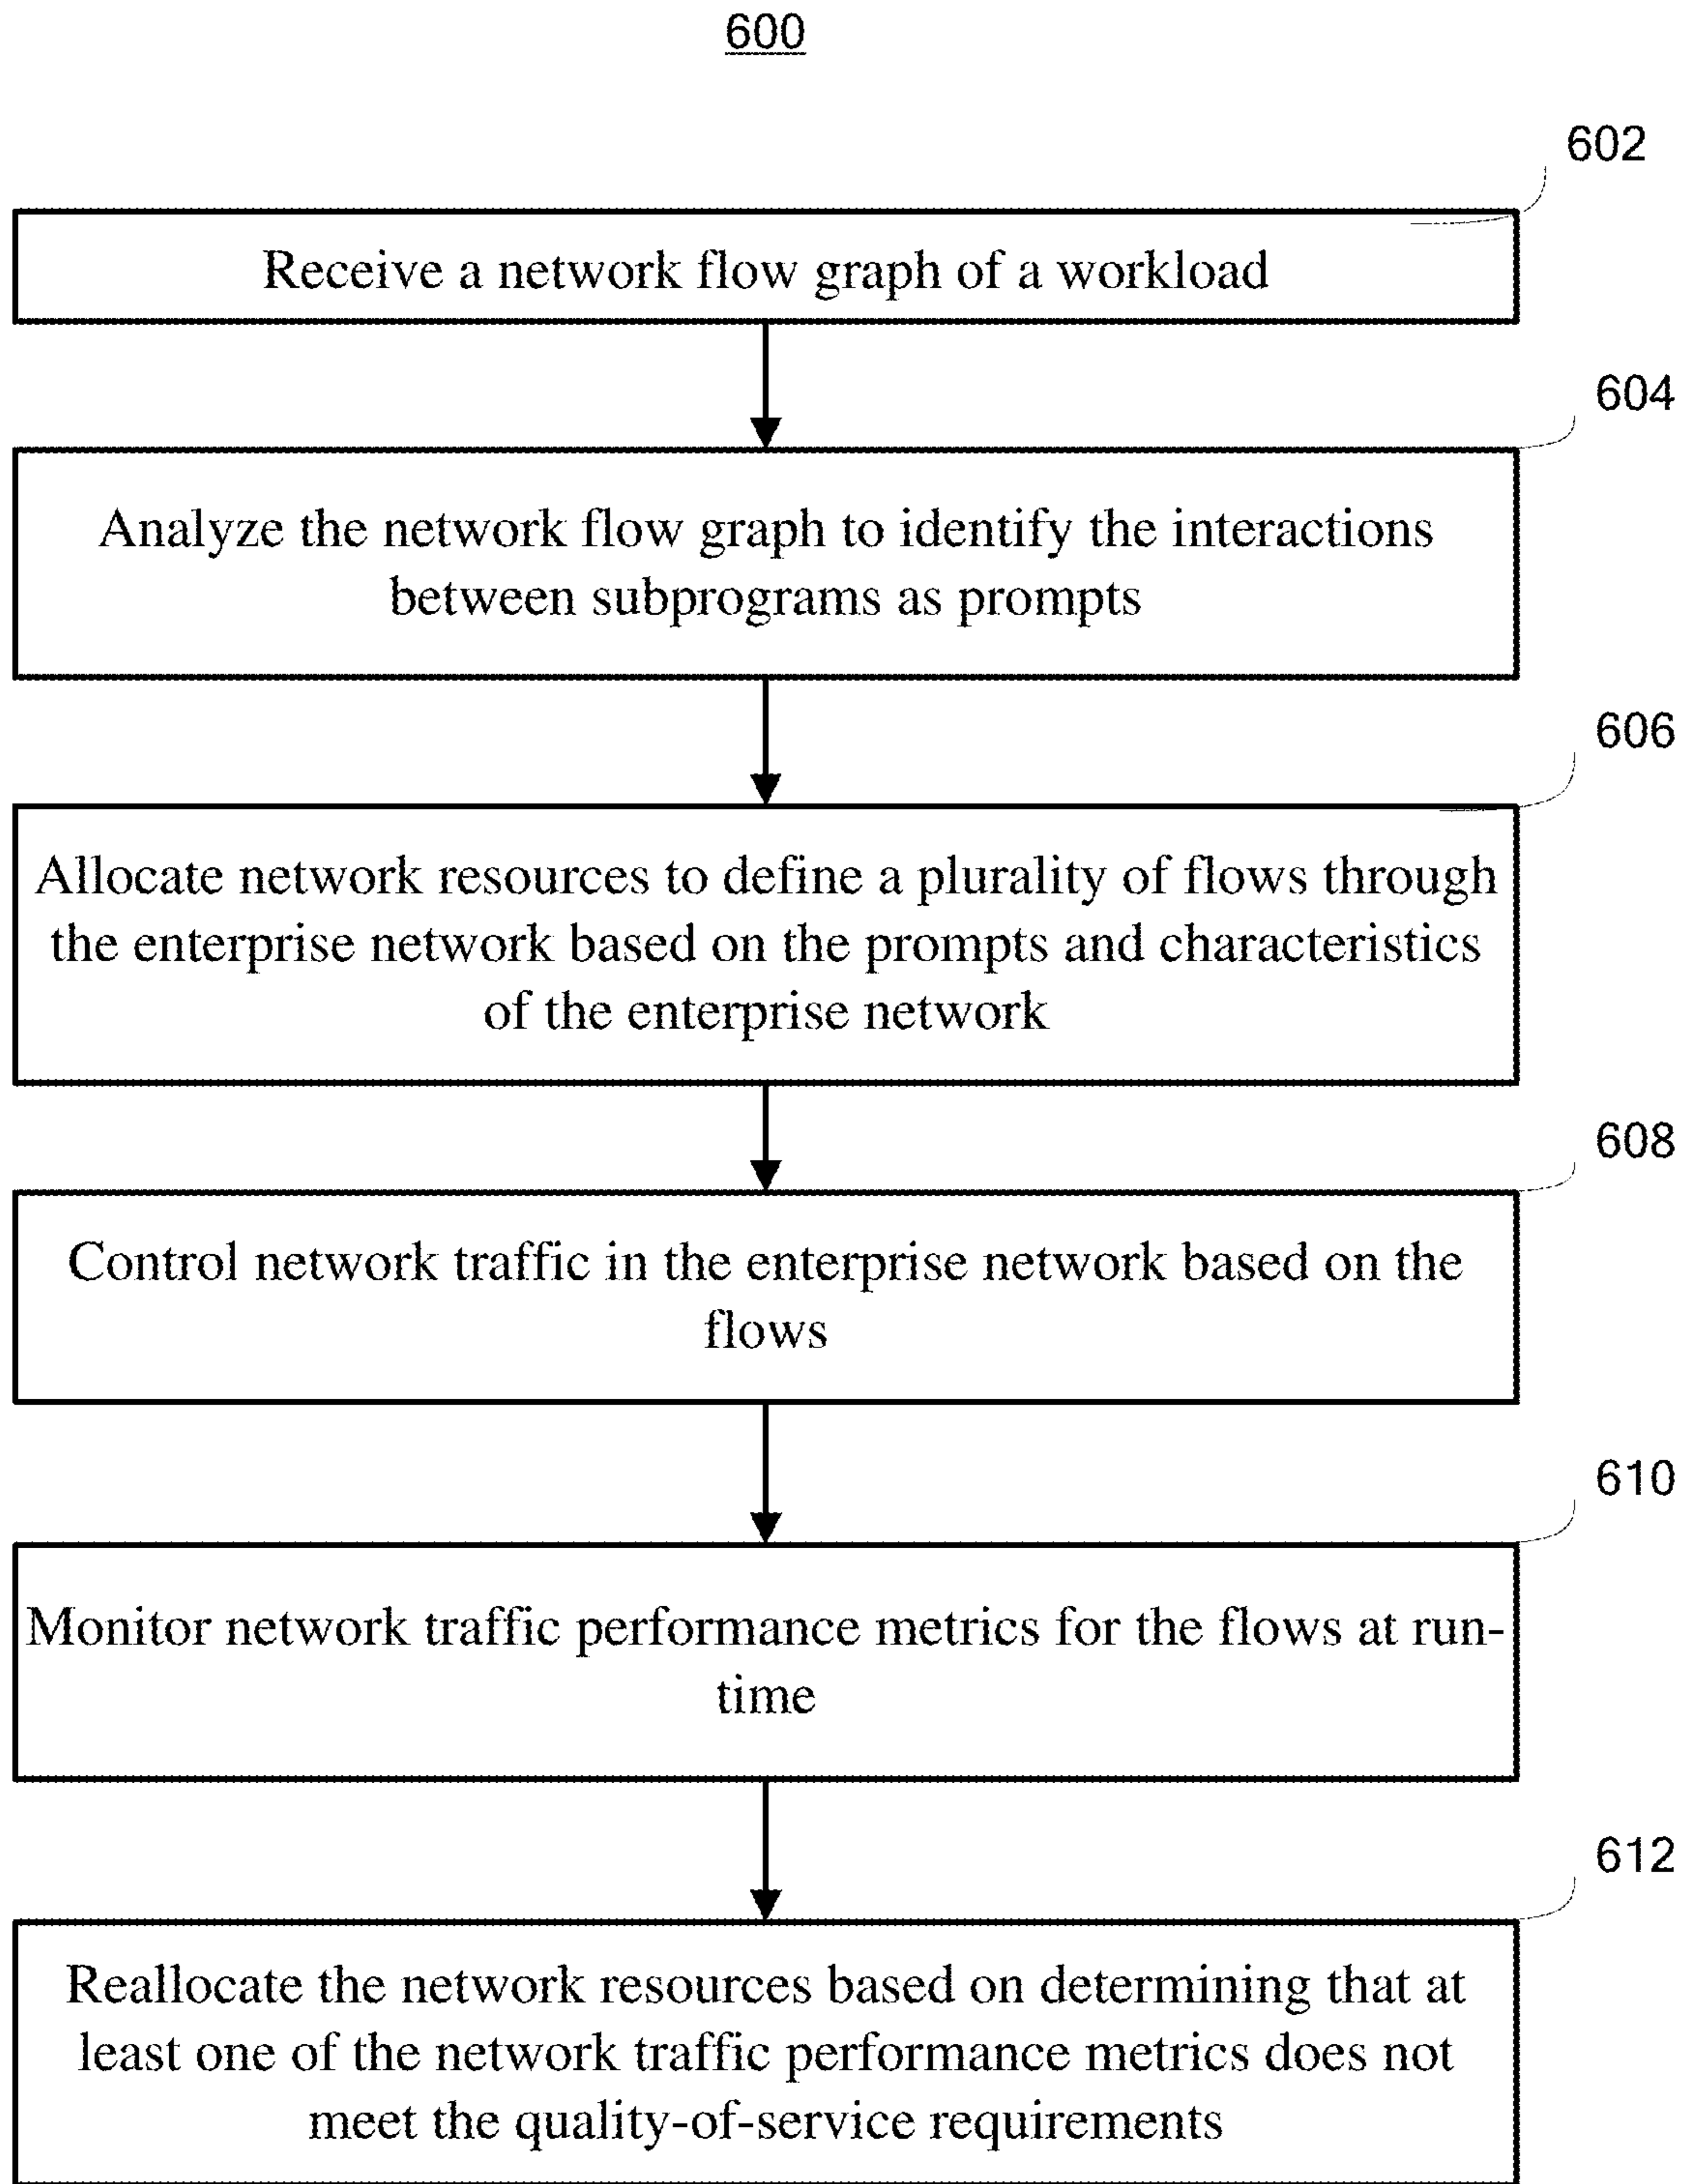 600
602
Receive a network flow graph of a workload
604
Analyze the network flow graph to identify the interactions
between subprograms as prompts
606
Allocate network resources to define a plurality of flows through
the enterprise network based on the prompts and characteristics
of the enterprise network
608
Control network traffic in the enterprise network based on the
flows
610
Monitor network traffic performance metrics for the flows at run-
time
612
Reallocate the network resources based on determining that at
least one of the network traffic performance metrics does not
meet the quality-of-service requirements